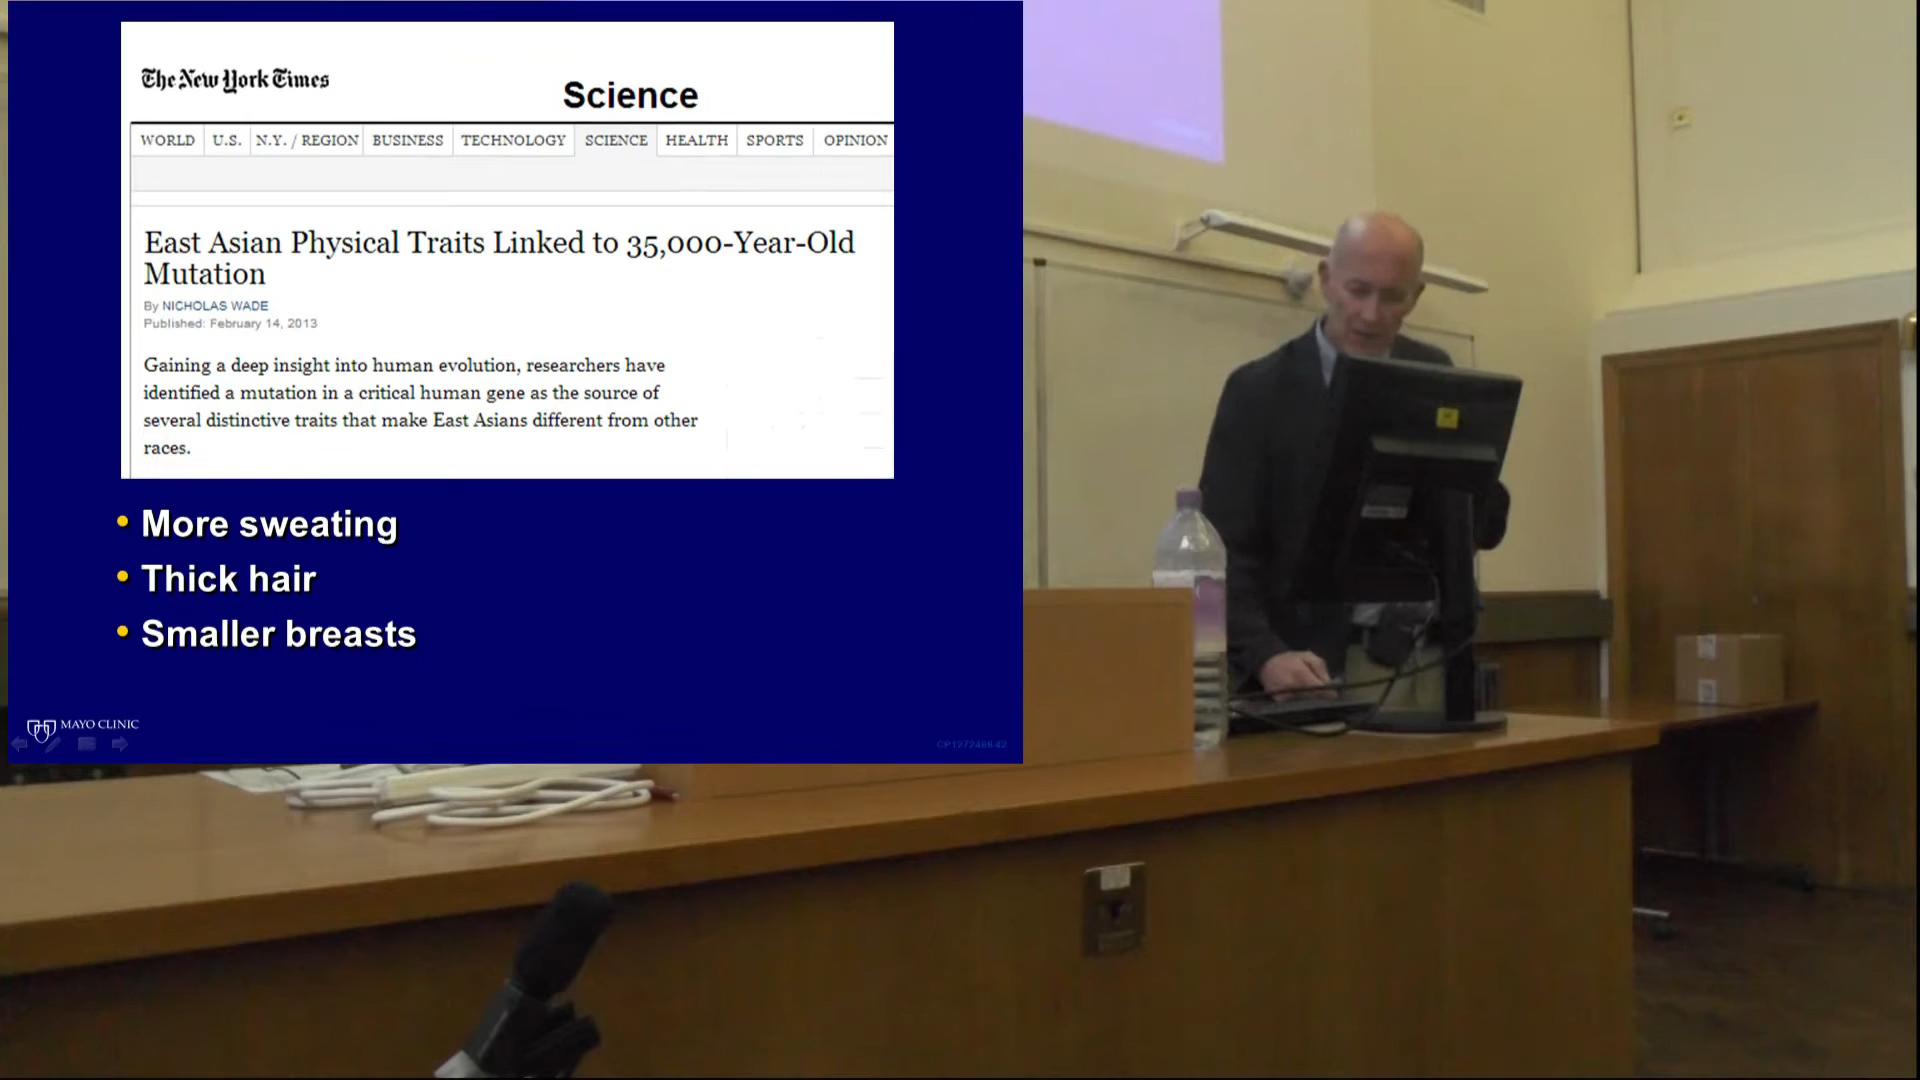 The New York Times
Science
WORLD U.S. N.Y. / REGION BUSINESS TECHNOLOGY SCIENCE HEALTH SPORTS OPINION
East Asian Physical Traits Linked to 35,000-Year-Old
Mutation
By NICHOLAS WADE
Published: February 14, 2013
Gaining a deep insight into human evolution, researchers have
identified a mutation in a critical human gene as the source of
several distinctive traits that make East Asians different from other
races.
• More sweating
• Thick hair
• Smaller breasts
MAYO CLINIC